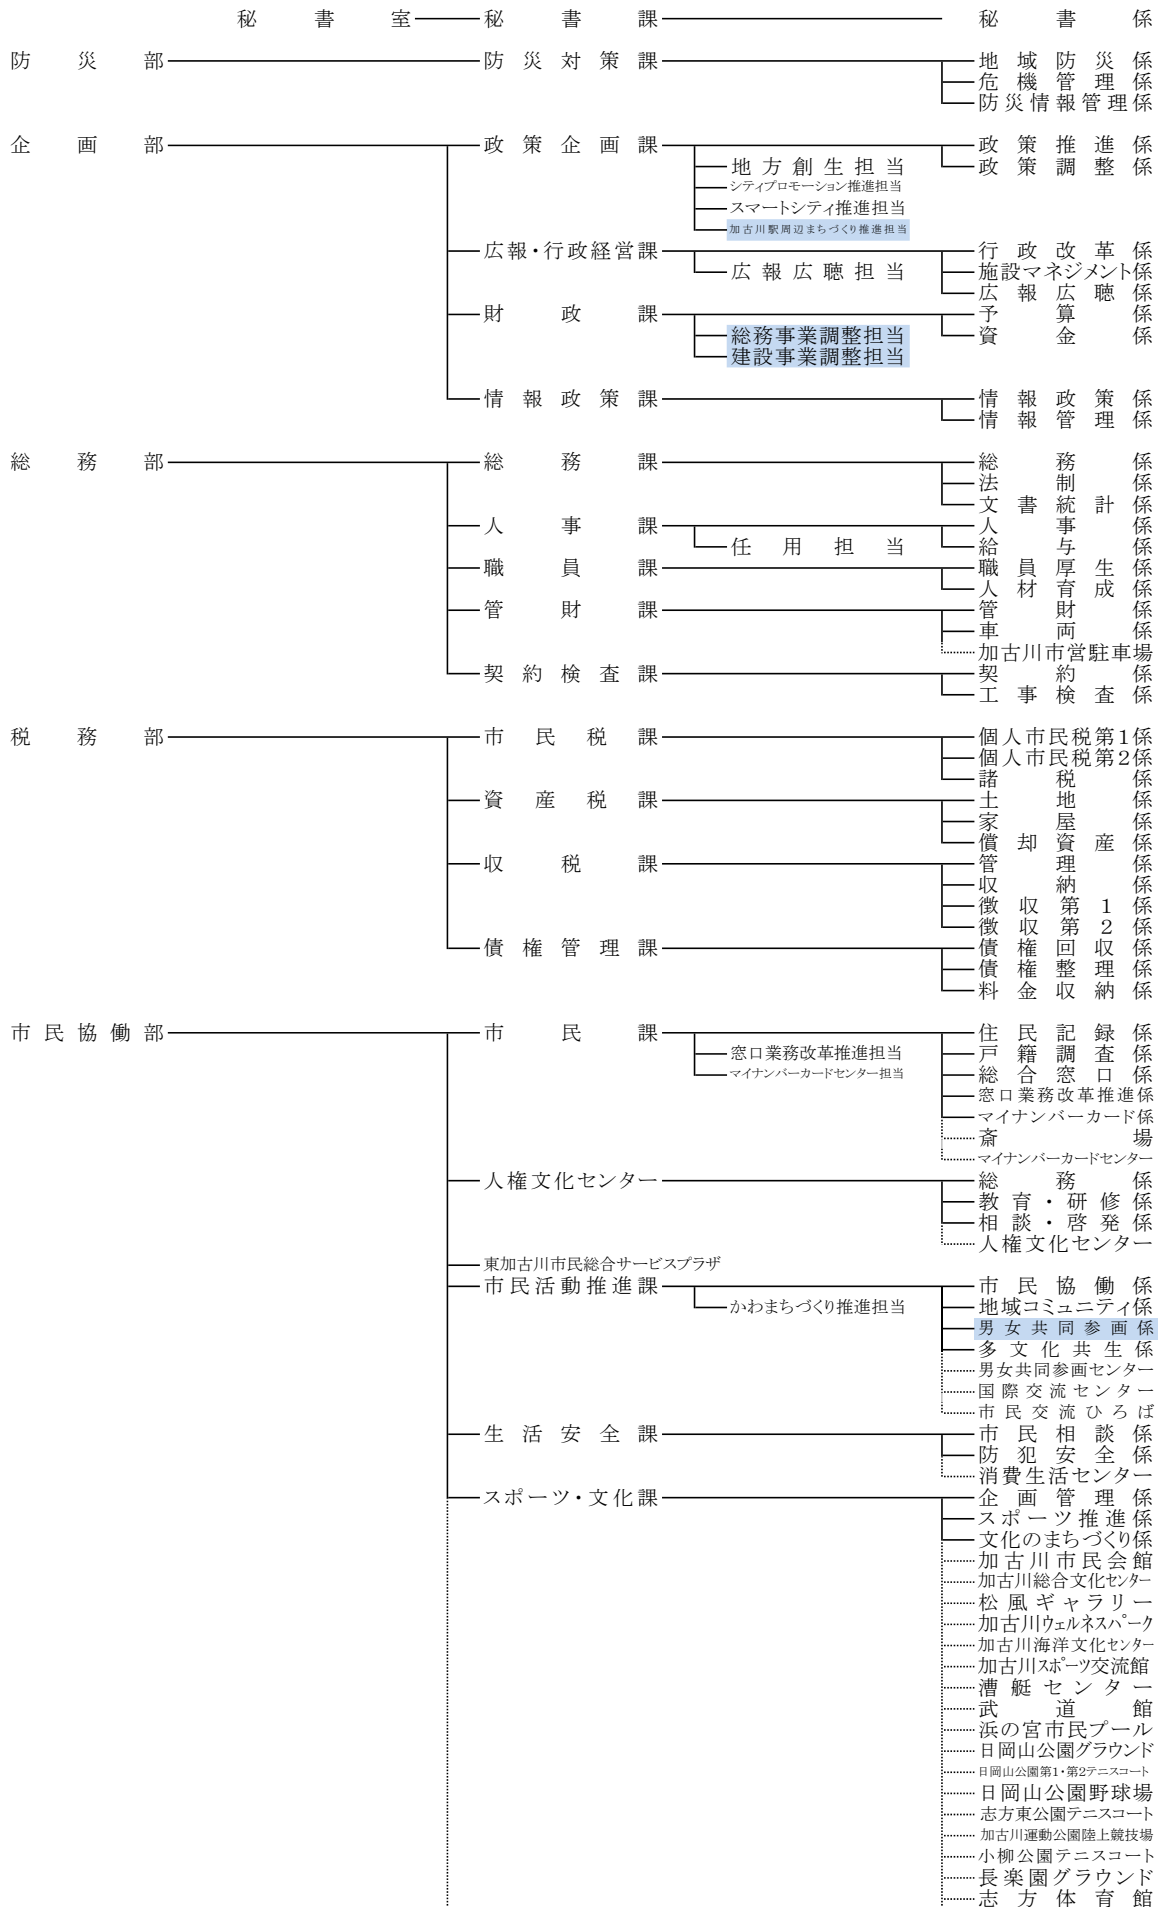 秘書室 秘書課 秘書係
防災部 防災対策課 地域防災係
危機管理係
防災情報管理係
企画部 政策企画課 政策推進係
地方創生担当 政策調整係
シティプロモーション推進担当
スマートシティ推進担当
加古川駅周辺まちづくり推進担当
広報・行政経営課 行政改革係
広報広聴担当 施設マネジメント係
広報広聴係
財政課 予算係
総務事業調整担当 資金係
建設事業調整担当
情報政策課 情報政策係
情報管理係
総務部 総務課 総務係
法制係
文書統計係
人事課 人事係
任用担当 給与係
職員課 職員厚生係
人材育成係
管財課 管財係
車両係
加古川市営駐車場
契約検査課 契約係
工事検査係
税務部 市民税課 個人市民税第1係
個人市民税第2係
諸税係
資産税課 土地係
家屋係
償却資産係
収税課 管理係
収納係
徴収第1係
徴収第2係
債権管理課 債権回収係
債権整理係
料金収納係
市民協働部 市民課 住民記録係
窓口業務改革推進担当 戸籍調査係
マイナンバーカードセンター担当 総合窓口係
窓口業務改革推進係
マイナンバーカード係
斎場
マイナンバーカードセンター
人権文化センター 総務係
教育・研修係
相談・啓発係
人権文化センター
東加古川市民総合サービスプラザ
市民活動推進課 市民協働係
かわまちづくり推進担当 地域コミュニティ係
男女共同参画係
多文化共生係
男女共同参画センター
国際交流センター
市民交流ひろば
生活安全課 市民相談係
防犯安全係
消費生活センター
スポーツ・文化課 企画管理係
スポーツ推進係
文化のまちづくり係
加古川市民会館
加古川総合文化センター
松風ギャラリー
加古川ウェルネスパーク
加古川海洋文化センター
加古川スポーツ交流館
漕艇センター
武道館
浜の宮市民プール
日岡山公園グラウンド
日岡山公園第1・第2テニスコート
日岡山公園野球場
志方東公園テニスコート
加古川運動公園陸上競技場
小柳公園テニスコート
長楽園グラウンド
志方体育館